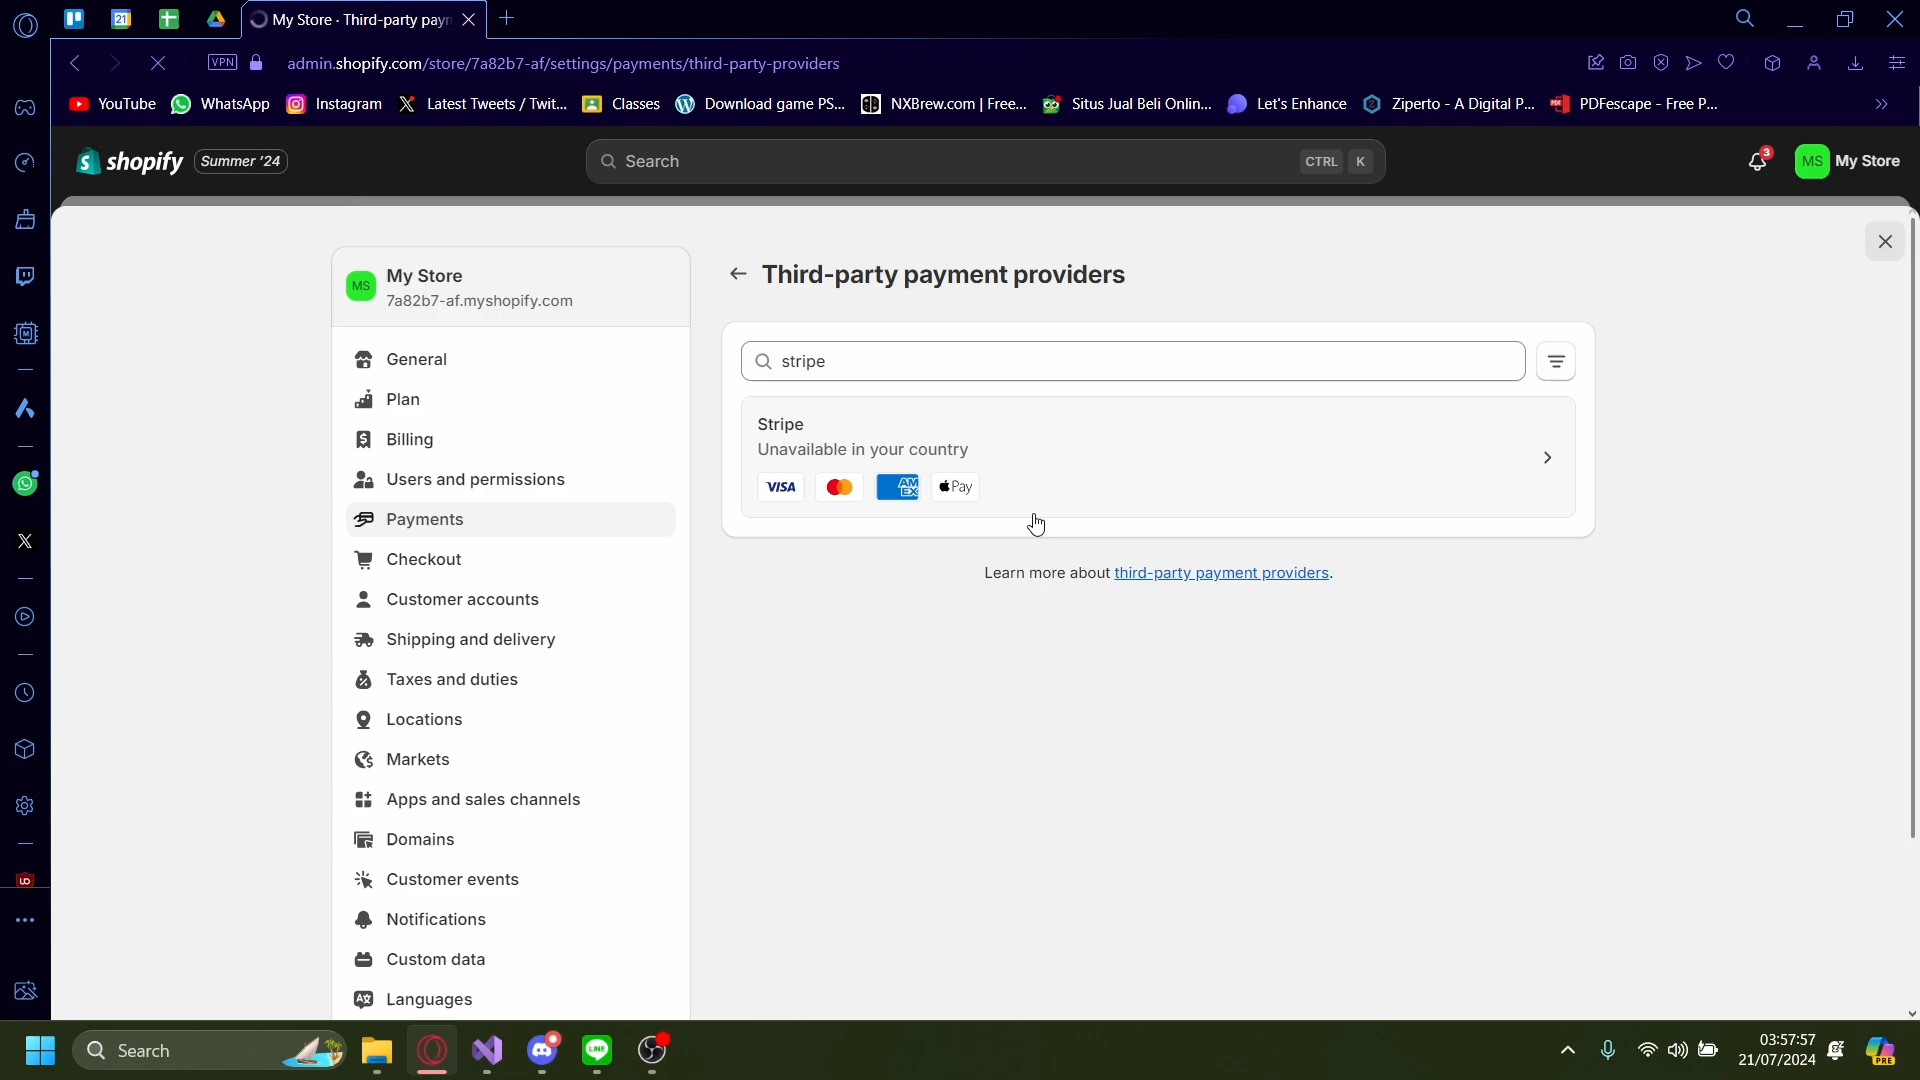 My Store · Third-party payn
VPN
admin.shopify.com/store/7a82b7-af/settings/payments/third-party-providers
YouTube
WhatsApp
Instagram
Latest Tweets / Twit...
Classes
Download game PS...
NXBrew.com | Free...
Situs Jual Beli Onlin...
Let's Enhance
Ziperto - A Digital P...
PDFescape - Free P...
shopify
Summer '24
Search
CTRL K
3
MS
My Store
MS
My Store
7a82b7-af.myshopify.com
General
Plan
Billing
Users and permissions
Payments
Checkout
Customer accounts
Shipping and delivery
Taxes and duties
Locations
Markets
Apps and sales channels
Domains
Customer events
Notifications
Custom data
Languages
Third-party payment providers
stripe
Stripe
Unavailable in your country
VISA
AM
EX
Pay
Learn more about third-party payment providers.
Search
LINE
03:57:57
21/07/2024
PRE